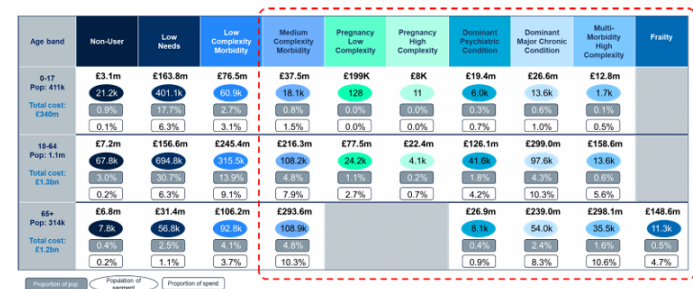 Age band Non-User Low Needs Low Complexity Morbidity Medium Complexity Morbidity Pregnancy Low Complexity Pregnancy High Complexity Dominant Psychiatric Condition Dominant Major Chronic Condition Multi-Morbidity High Complexity Frailty
0-17 £3.1m £163.8m £76.5m £37.5m £199K £8K £19.4m £26.6m £12.8m
Pop: 411k 21.2k 401.1k 60.9k 18.1k 128 11 6.0k 13.6k 1.7k
Total cost: 0.9% 17.7% 2.7% 0.8% 0.0% 0.0% 0.3% 0.6% 0.1%
£340m 0.1% 6.3% 3.1% 1.5% 0.0% 0.0% 0.7% 1.0% 0.5%
18-64 £7.2m £156.6m £245.4m £216.3m £77.5m £22.4m £126.1m £299.0m £158.6m
Pop: 1.1m 67.8k 694.8k 315.5k 108.2k 24.2k 4.1k 41.6k 97.6k 13.6k
Total cost: 3.0% 30.7% 13.9% 4.8% 1.1% 0.2% 1.8% 4.3% 0.6%
£1.3bn 0.2% 6.3% 9.1% 7.9% 2.7% 0.7% 4.2% 10.3% 5.6%
65+ £6.8m £31.4m £106.2m £293.6m £26.9m £239.0m £298.1m £148.6m
Pop: 314k 7.8k 56.8k 92.8k 108.9k 8.1k 54.0k 35.5k 11.3k
Total cost: 0.4% 2.5% 4.1% 4.8% 0.4% 2.4% 1.6% 0.5%
£1.2bn 0.2% 1.1% 3.7% 10.3% 0.9% 8.3% 10.6% 4.7%
Proportion of pop Population of segment Proportion of spend